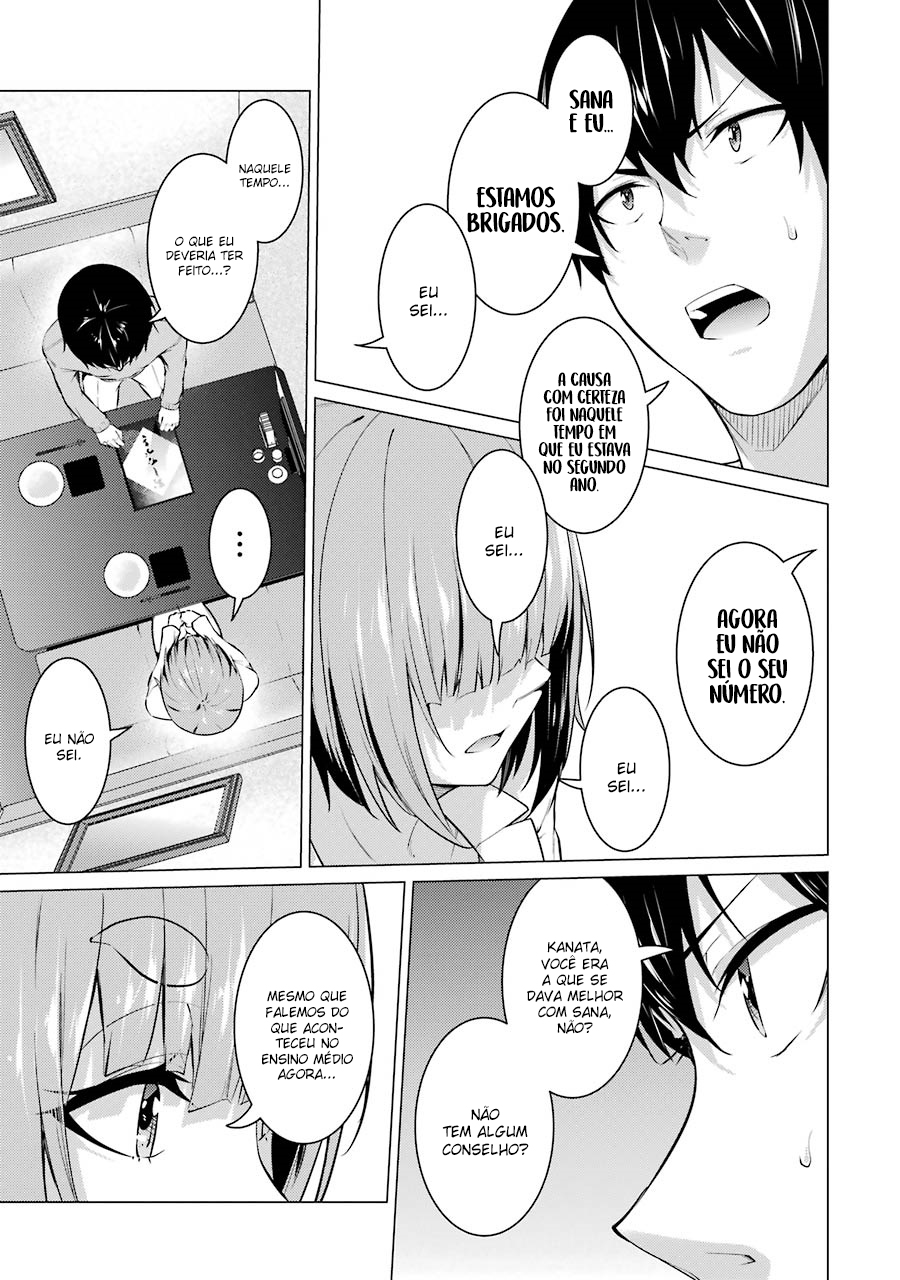 SANA
E EU...
ESTAMOS
BRIGADOS.
EU
SEI...
A CAUSA
COM CERTEZA
FOI NAQUELE
TEMPO EM
QUE EU ESTAVA
NO SEGUNDO
ANO.
EU
SEI...
AGORA
EU NÃO
SEI O SEU
NÚMERO.
EU
SEI...
NAQUELE
TEMPO...
O QUE EU
DEVERIA TER
FEITO...?
...
EU NÃO
SEI.
KANATA,
VOCÊ ERA
A QUE SE
DAVA MELHOR
COM SANA,
NÃO?
NÃO
TEM ALGUM
CONSELHO?
MESMO QUE
FALEMOS DO
QUE ACON-
TECEU NO
ENSINO MÉDIO
AGORA...